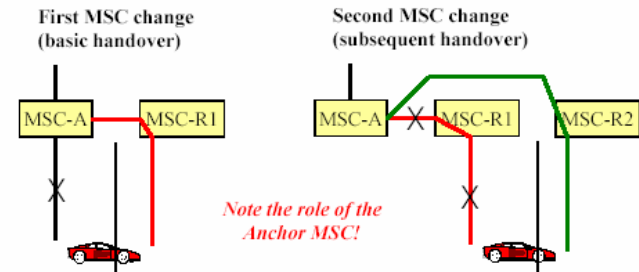 First MSC change
(basic handover)
Second MSC change
(subsequent handover)
MSC-A
MSC-R1
MSC-A
MSC-R1
MSC-R2
Note the role of the
Anchor MSC!